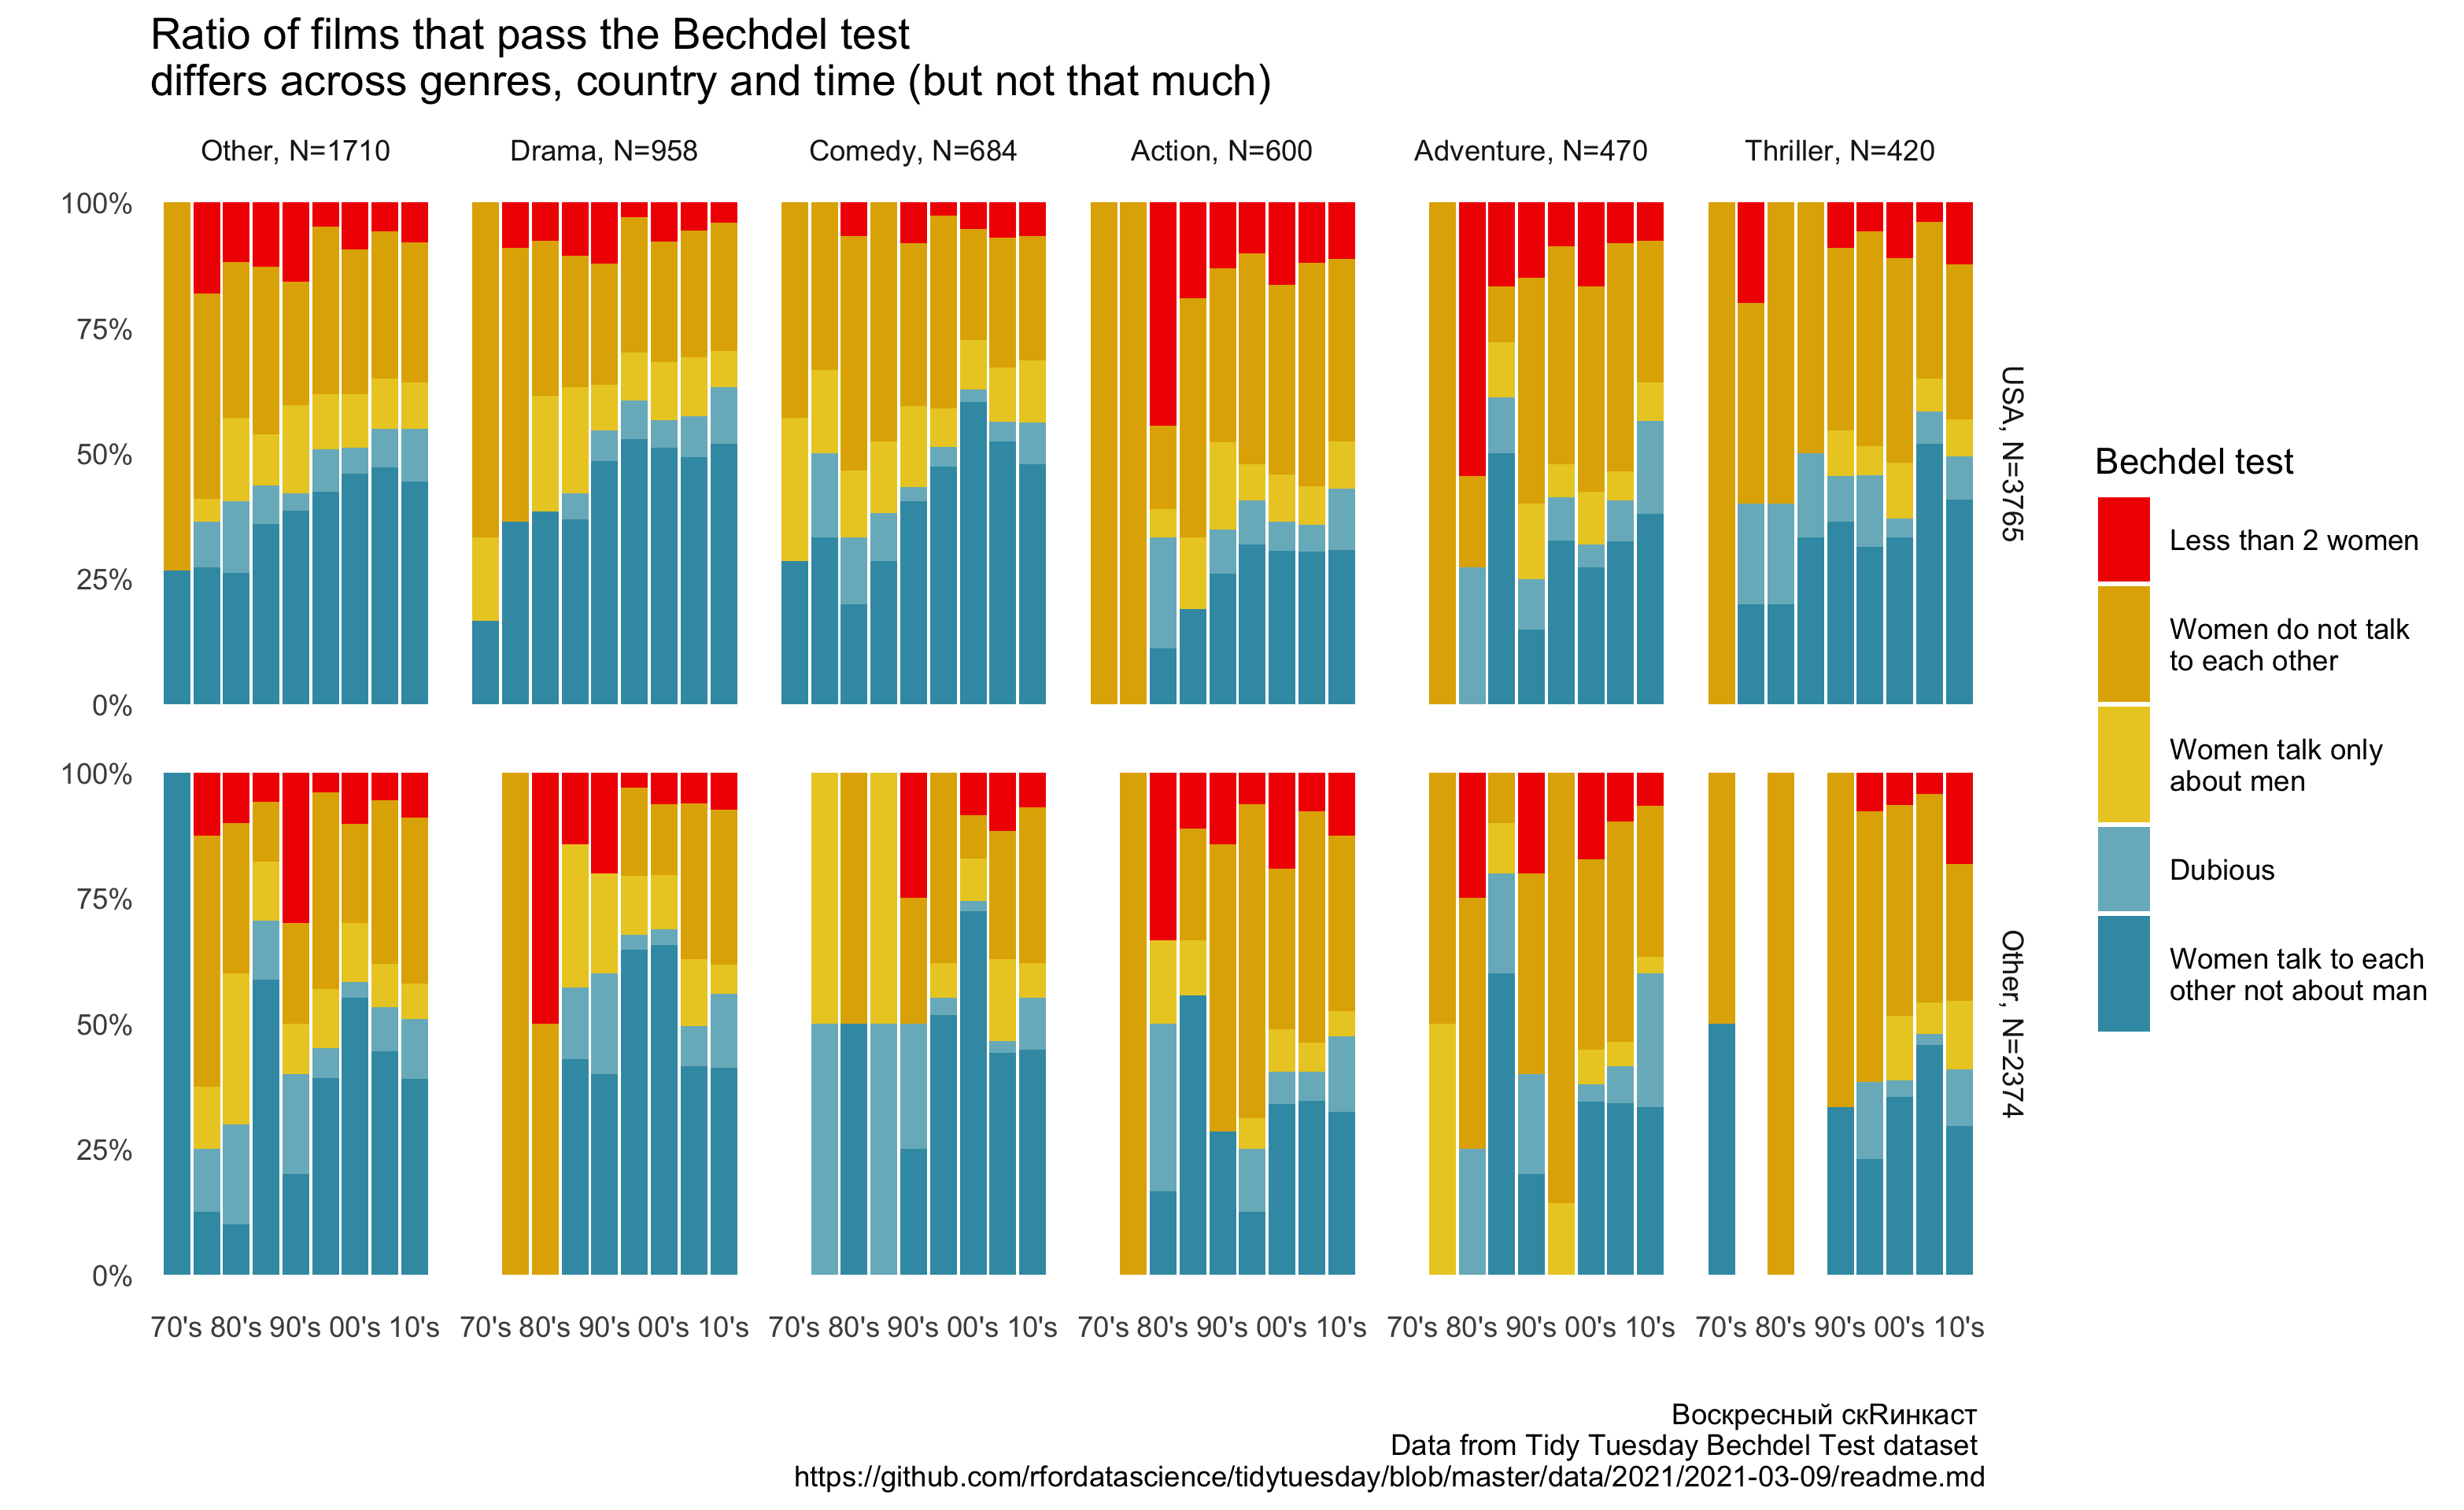 Ratio of films that pass the Bechdel test
differs across genres, country and time (but not that much)
Other, N=1710
Drama, N=958
Comedy, N=684
Action, N=600
Adventure, N=470
Thriller, N=420
100%
75%
50%
25%
0%
USA, N=3765
100%
75%
50%
25%
0%
Other, N=2374
70's 80's 90's 00's 10's
70's 80's 90's 00's 10's
70's 80's 90's 00's 10's
70's 80's 90's 00's 10's
70's 80's 90's 00's 10's
70's 80's 90's 00's 10's
Bechdel test
Less than 2 women
Women do not talk
to each other
Women talk only
about men
Dubious
Women talk to each
other not about man
Воскресный скRинкаст
Data from Tidy Tuesday Bechdel Test dataset
https://github.com/rfordatascience/tidytuesday/blob/master/data/2021/2021-03-09/readme.md